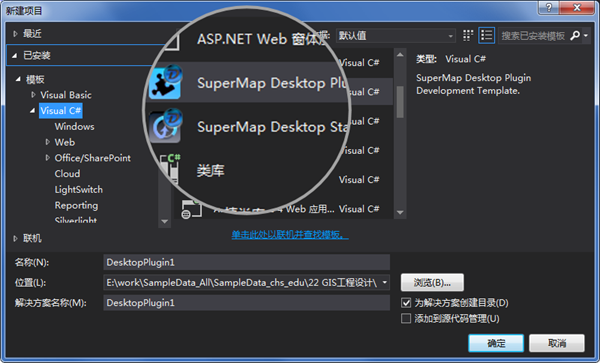 新建项目
最近
已安装
模板
Visual Basic
Visual C#
Windows
Web
Office/SharePoint
Cloud
LightSwitch
Reporting
Silverlight
联机
默认值
搜索已安装模板
ASP.NET Web 窗体
Visual C#
SuperMap Desktop Plu
Visual C#
SuperMap Desktop Sta
Visual C#
类库
Visual C#
4 Web 应用... Visual C#
类型: Visual C#
SuperMap Desktop Plugin
Development Template.
单击此处以联机并查找模板。
名称(N): DesktopPlugin1
位置(L): E:\work\SampleData_All\SampleData_chs_edu\22 GIS工程设计\
浏览(B)...
解决方案名称(M): DesktopPlugin1
为解决方案创建目录(D)
添加到源代码管理(U)
确定
取消